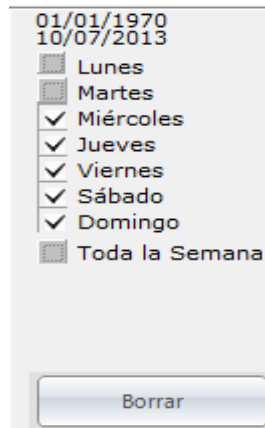 01/01/1970
10/07/2013
Lunes
Martes
Miércoles
Jueves
Viernes
Sábado
Domingo
Toda la Semana
Borrar